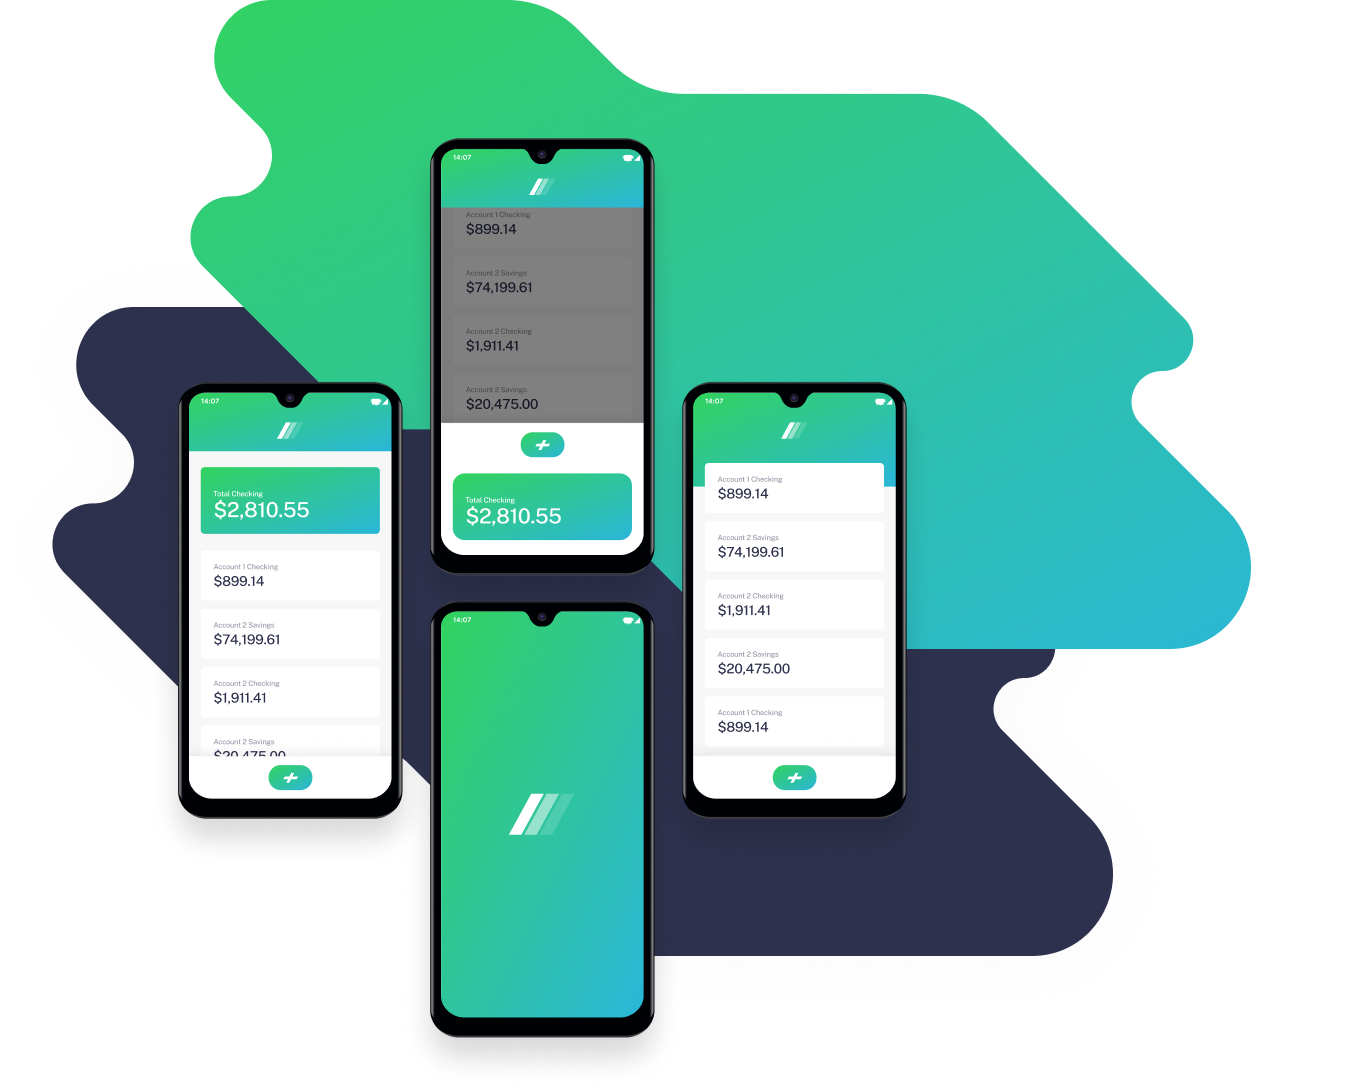 14:07
Account 1 Checking
$899.14
Account 2 Savings
$74,199.61
Account 2 Checking
$1,911.41
Account 2 Savings
$20,475.00
Total Checking
$2,810.55
14:07
Total Checking
$2,810.55
Account 1 Checking
$899.14
Account 2 Savings
$74,199.61
Account 2 Checking
$1,911.41
Account 2 Savings
$20,475.00
14:07
Account 1 Checking
$899.14
Account 2 Savings
$74,199.61
Account 2 Checking
$1,911.41
Account 2 Savings
$20,475.00
Account 1 Checking
$899.14
14:07